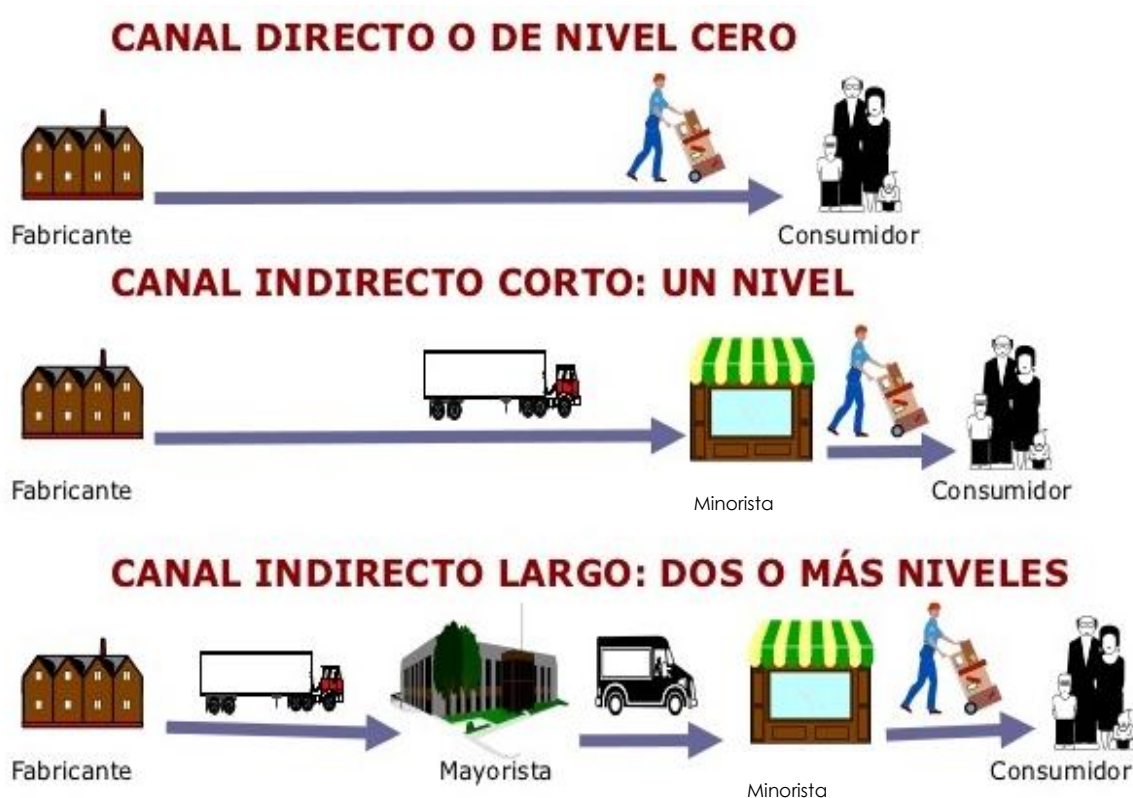 CANAL DIRECTO O DE NIVEL CERO
Fabricante
Consumidor
CANAL INDIRECTO CORTO: UN NIVEL
Fabricante
Minorista
Consumidor
CANAL INDIRECTO LARGO: DOS O MÁS NIVELES
Fabricante
Mayorista
Minorista
Consumidor